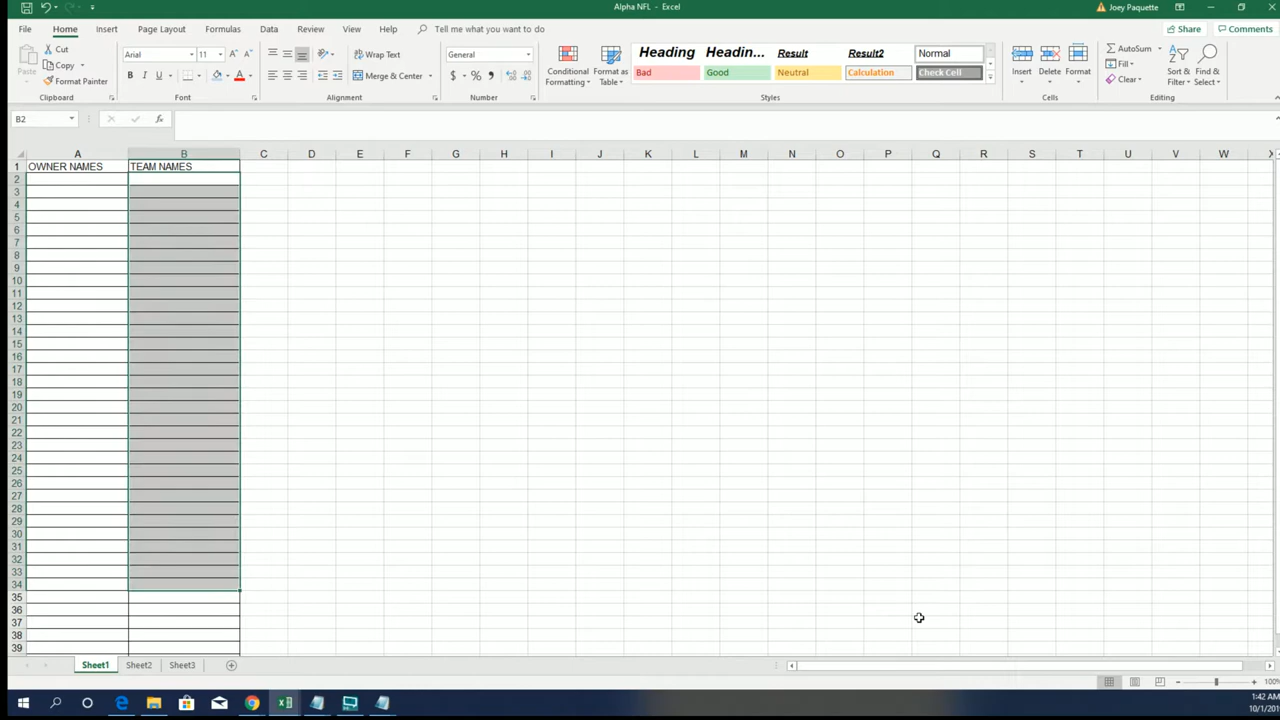 Alpha NFL - Excel
Joey Paquette
File Home Insert Page Layout Formulas Data Review View Help Tell me what you want to do
Share Comments
Paste
Cut
Copy
Format Painter
Clipboard
Arial 11
B I U
Font
Wrap Text
Merge & Center
Alignment
General
$ % ,
Number
Conditional Formatting
Format as Table
Heading Headin... Result Result2 Normal
Bad Good Neutral Calculation Check Cell
Styles
Insert Delete Format
Cells
AutoSum
Fill
Clear
Sort & Filter
Find & Select
Editing
B2
fx
A B C D E F G H I J K L M N O P Q R S T U V W X
1 OWNER NAMES TEAM NAMES
2
3
4
5
6
7
8
9
10
11
12
13
14
15
16
17
18
19
20
21
22
23
24
25
26
27
28
29
30
31
32
33
34
35
36
37
38
39
Sheet1 Sheet2 Sheet3
100%
1:42 AM